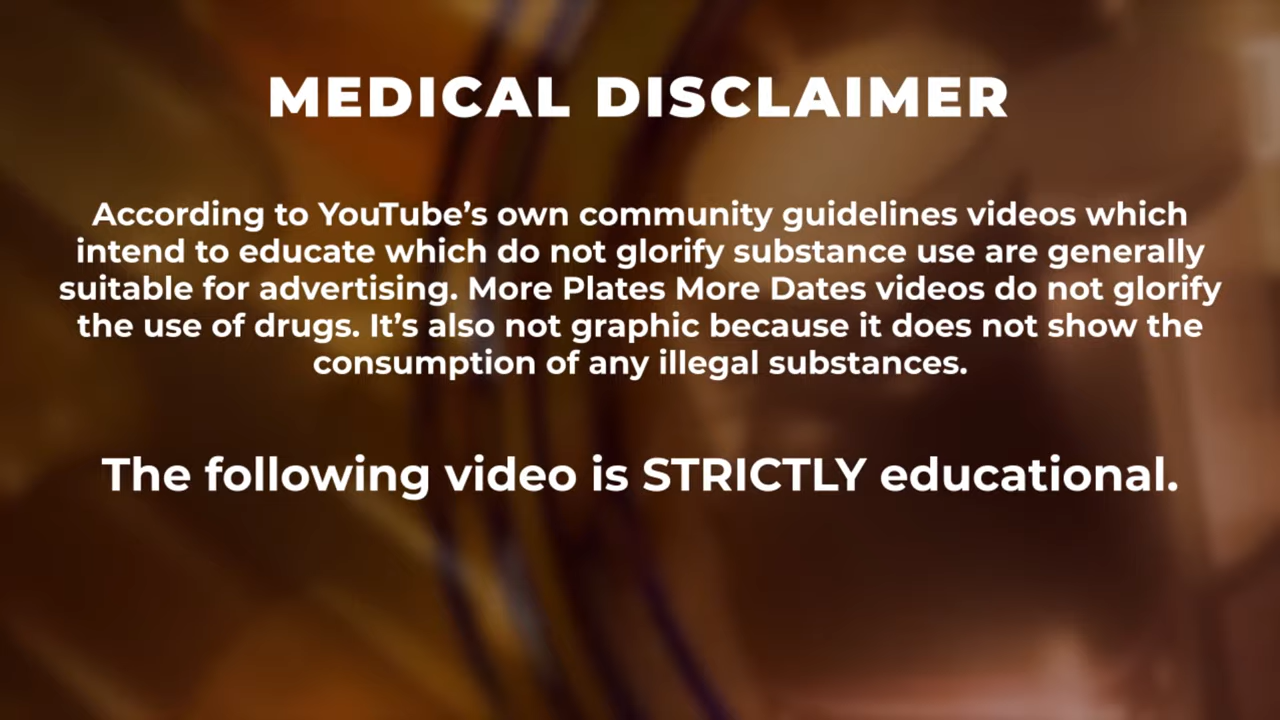 MEDICAL DISCLAIMER
According to YouTube’s own community guidelines videos which
intend to educate which do not glorify substance use are generally
suitable for advertising. More Plates More Dates videos do not glorify
the use of drugs. It’s also not graphic because it does not show the
consumption of any illegal substances.
The following video is STRICTLY educational.